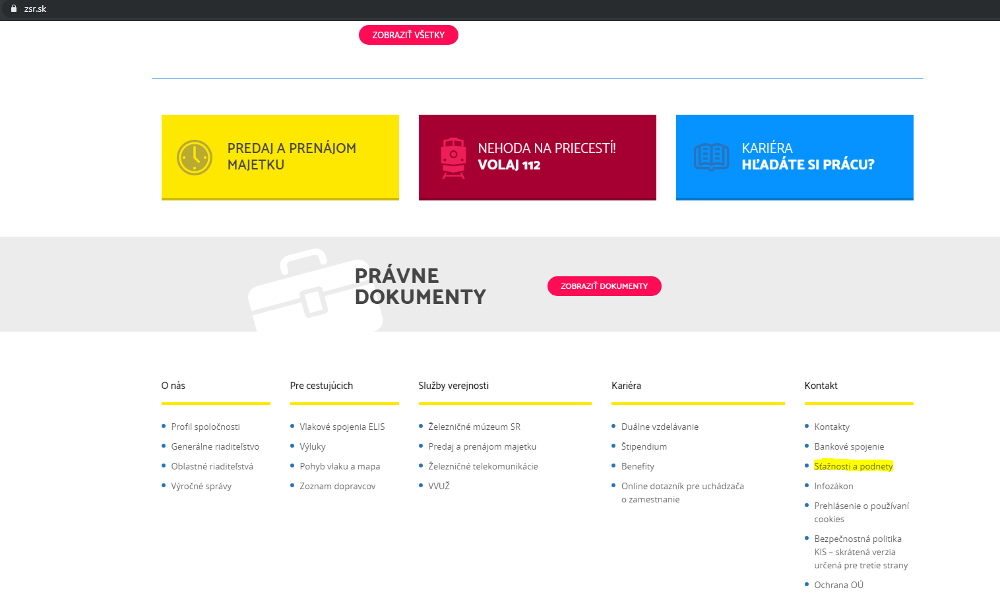 zsr.sk
ZOBRAZIŤ VŠETKY
PREDAJ A PRENÁJOM
MAJETKU
NEHODA NA PRIECESTÍ!
VOLAJ 112
KARIÉRA
HĽADÁTE SI PRÁCU?
PRÁVNE
DOKUMENTY
ZOBRAZIŤ DOKUMENTY
O nás
Profil spoločnosti
Generálne riaditeľstvo
Oblastné riaditeľstvá
Výročné správy
Pre cestujúcich
Vlakové spojenia ELIS
Výluky
Pohyb vlaku a mapa
Zoznam dopravcov
Služby verejnosti
Železničné múzeum SR
Predaj a prenájom majetku
Železničné telekomunikácie
VVUŽ
Kariéra
Duálne vzdelávanie
Štipendium
Benefity
Online dotazník pre uchádzača
o zamestnanie
Kontakt
Kontakty
Bankové spojenie
Sťažnosti a podnety
Infozákon
Prehlásenie o používaní
cookies
Bezpečnostná politika
KIS – skrátená verzia
určená pre tretie strany
Ochrana OÚ